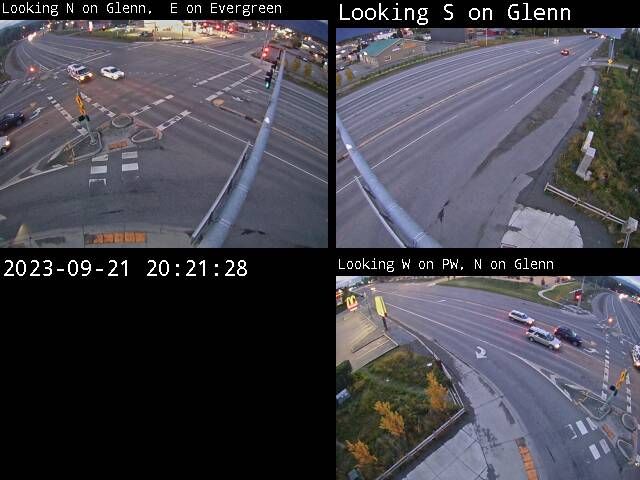 Looking N on Glenn, E on Evergreen
Looking S on Glenn
2023-09-21 20:21:28
Looking W on PW, N on Glenn